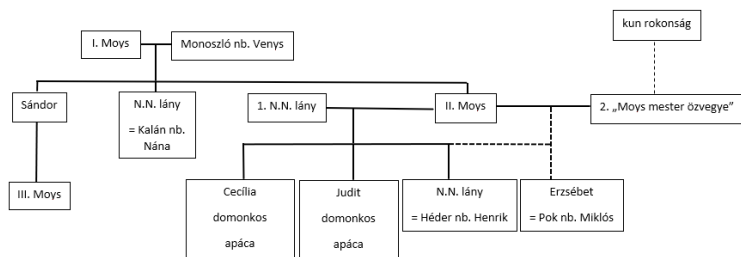 kun rokonság
I. Moys
Monoszló nb. Venys
Sándor
N.N. lány
= Kalán nb.
Nána
1. N.N. lány
II. Moys
2. „Moys mester özvegye”
III. Moys
Cecília
domonkos
apáca
Judit
domonkos
apáca
N.N. lány
= Héder nb. Henrik
Erzsébet
= Pok nb. Miklós